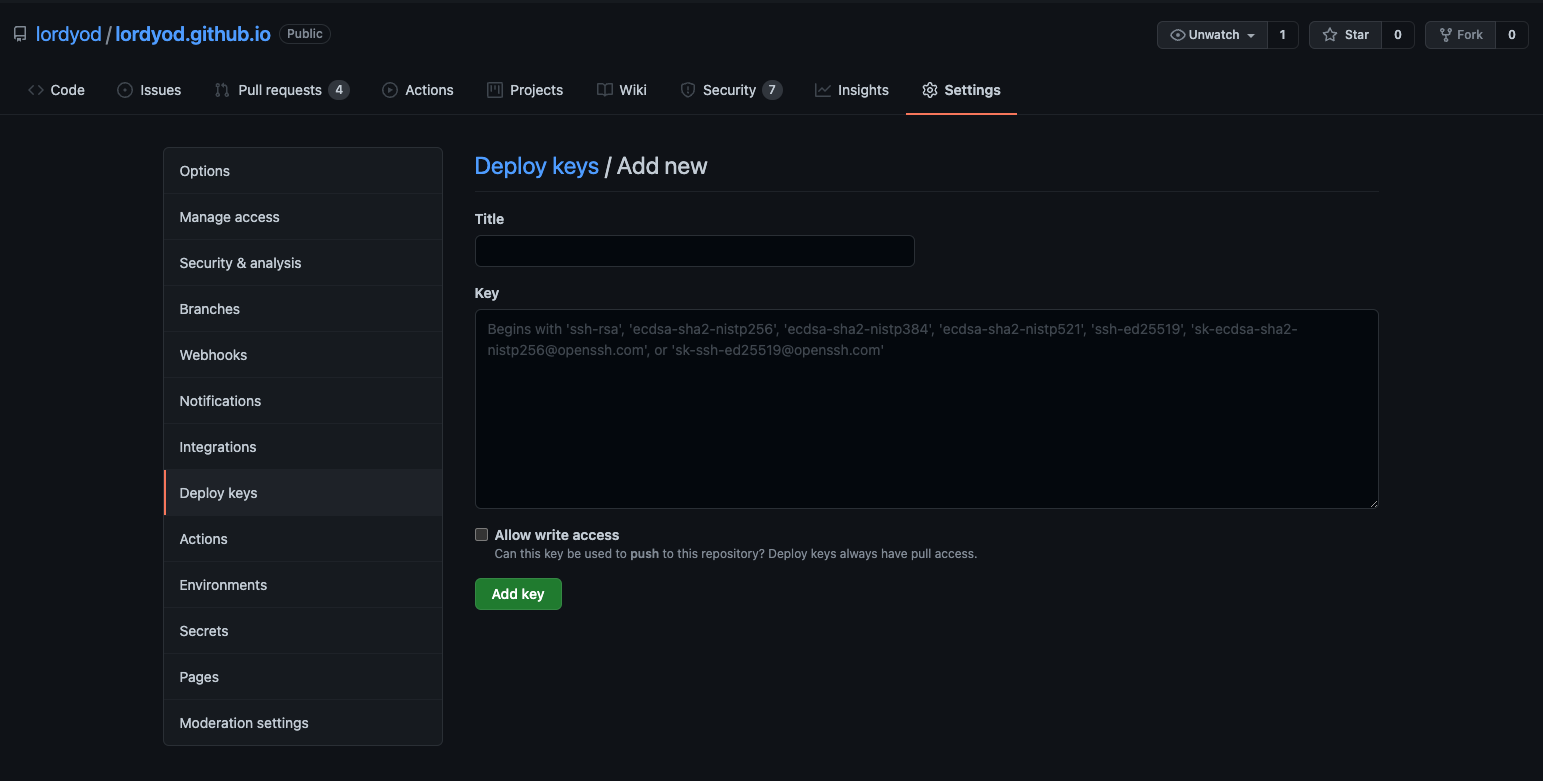 lordyod / lordyod.github.io Public Unwatch 1 Star 0 Fork 0
Code Issues Pull requests 4 Actions Projects Wiki Security 7 Insights Settings
Options
Manage access
Security & analysis
Branches
Webhooks
Notifications
Integrations
Deploy keys
Actions
Environments
Secrets
Pages
Moderation settings
Deploy keys / Add new
Title
Key
Begins with 'ssh-rsa', 'ecdsa-sha2-nistp256', 'ecdsa-sha2-nistp384', 'ecdsa-sha2-nistp521', 'ssh-ed25519', 'sk-ecdsa-sha2-
nistp256@openssh.com', or 'sk-ssh-ed25519@openssh.com'
Allow write access
Can this key be used to push to this repository? Deploy keys always have pull access.
Add key